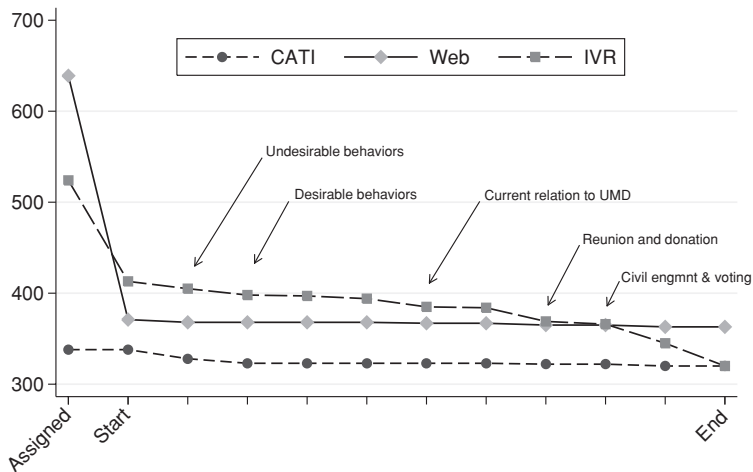 700
CATI Web IVR
600
Undesirable behaviors
Desirable behaviors
500
Current relation to UMD
Reunion and donation
Civil engmnt & voting
400
300
Assigned
Start
End